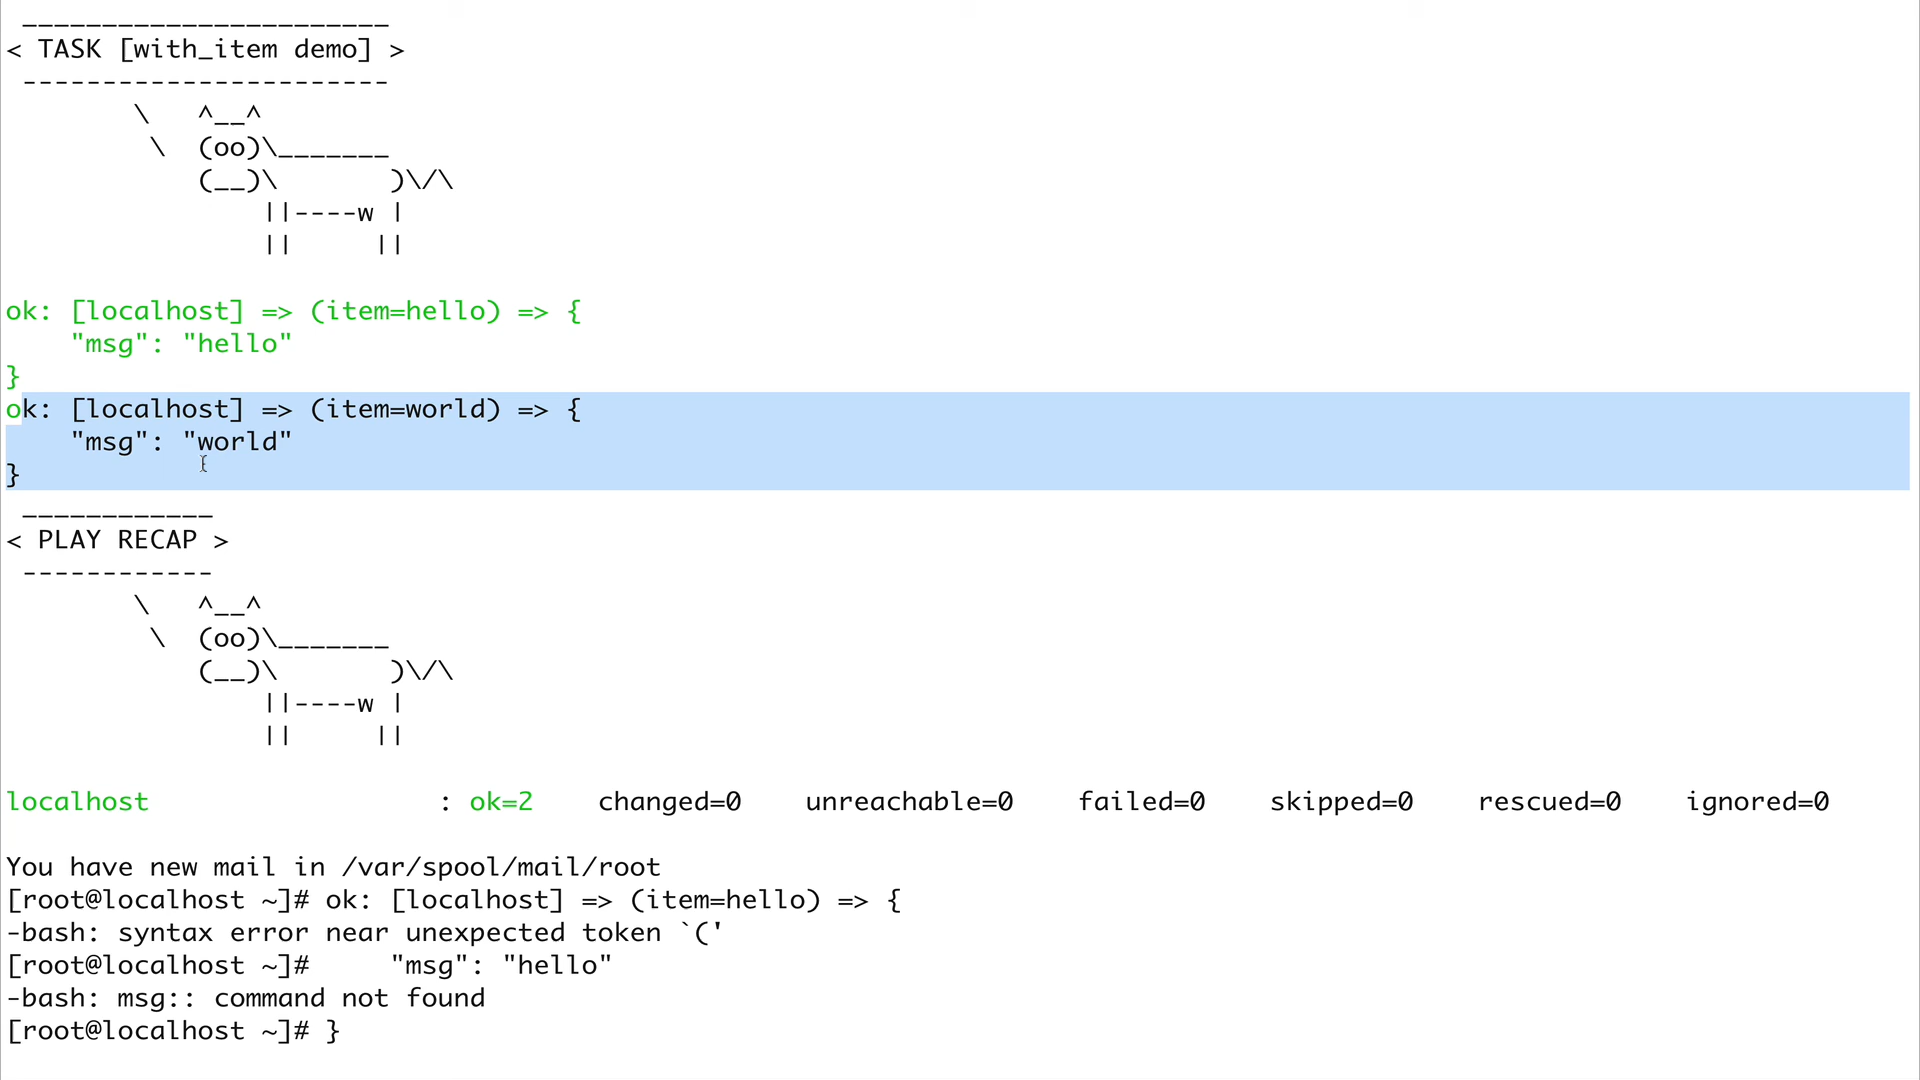 _______________________
< TASK [with_item demo] >
 -----------------------
        \   ^__^
         \  (oo)\_______
            (__)\       )\/\
                ||----w |
                ||     ||
ok: [localhost] => (item=hello) => {
    "msg": "hello"
}
ok: [localhost] => (item=world) => {
    "msg": "world"
}
 ____________
< PLAY RECAP >
 ------------
        \   ^__^
         \  (oo)\_______
            (__)\       )\/\
                ||----w |
                ||     ||
localhost                  : ok=2    changed=0    unreachable=0    failed=0    skipped=0    rescued=0    ignored=0
You have new mail in /var/spool/mail/root
[root@localhost ~]# ok: [localhost] => (item=hello) => {
-bash: syntax error near unexpected token `('
[root@localhost ~]#     "msg": "hello"
-bash: msg:: command not found
[root@localhost ~]# }